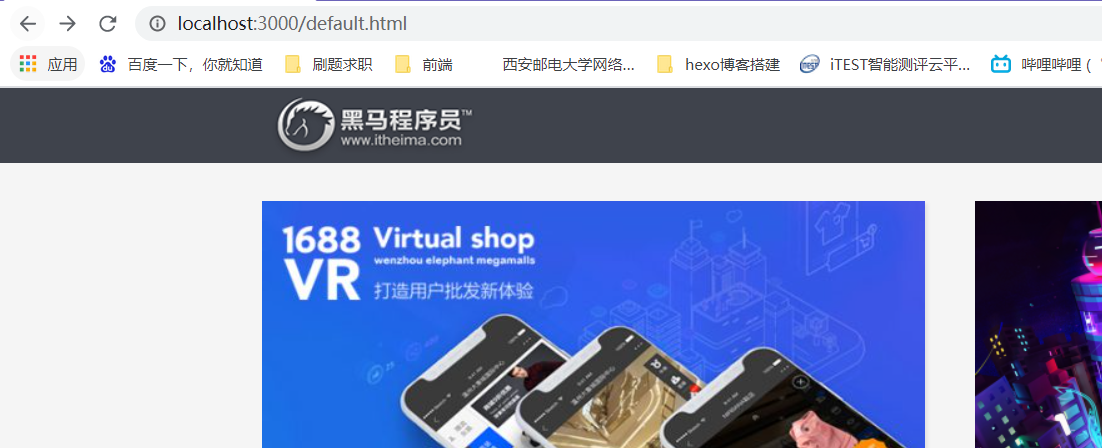 localhost:3000/default.html
应用 百度一下，你就知道 刷题求职 前端 西安邮电大学网络... hexo博客搭建 iTEST智能测评云平... 哔哩哔哩 (
黑马程序员™
www.itheima.com
1688 Virtual shop
wenzhou elephant megamalls
VR 打造用户批发新体验